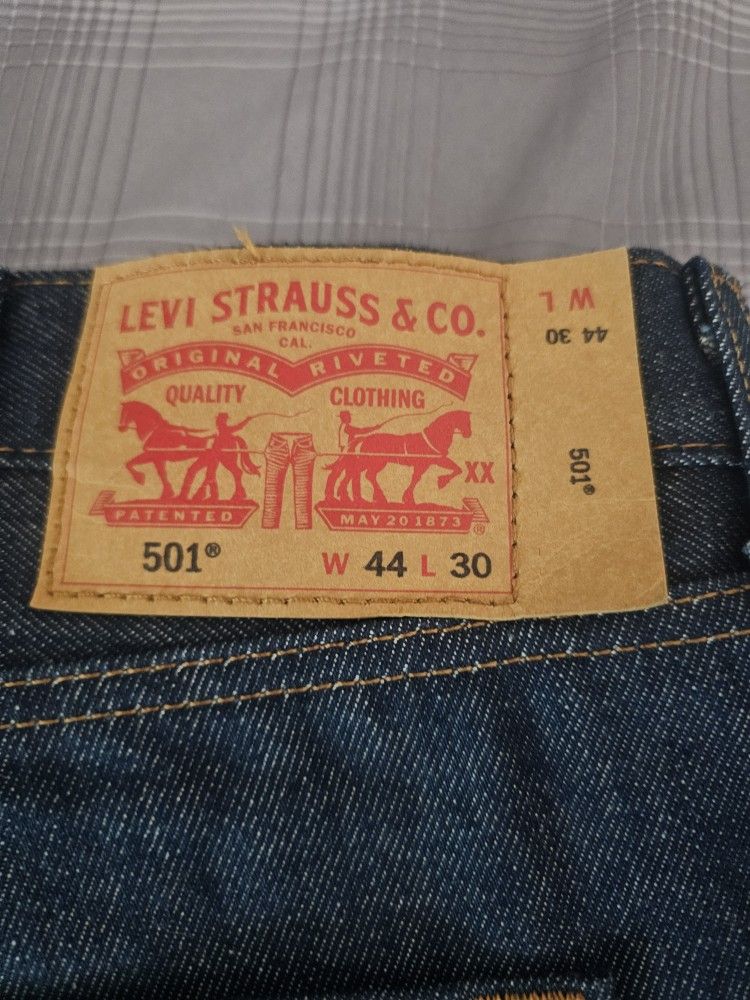 LEVI STRAUSS & CO.
SAN FRANCISCO
CAL.
ORIGINAL RIVETED
QUALITY CLOTHING
XX
PATENTED MAY 20 1873 ®
501® W 44 L 30
W L
44 30
501®